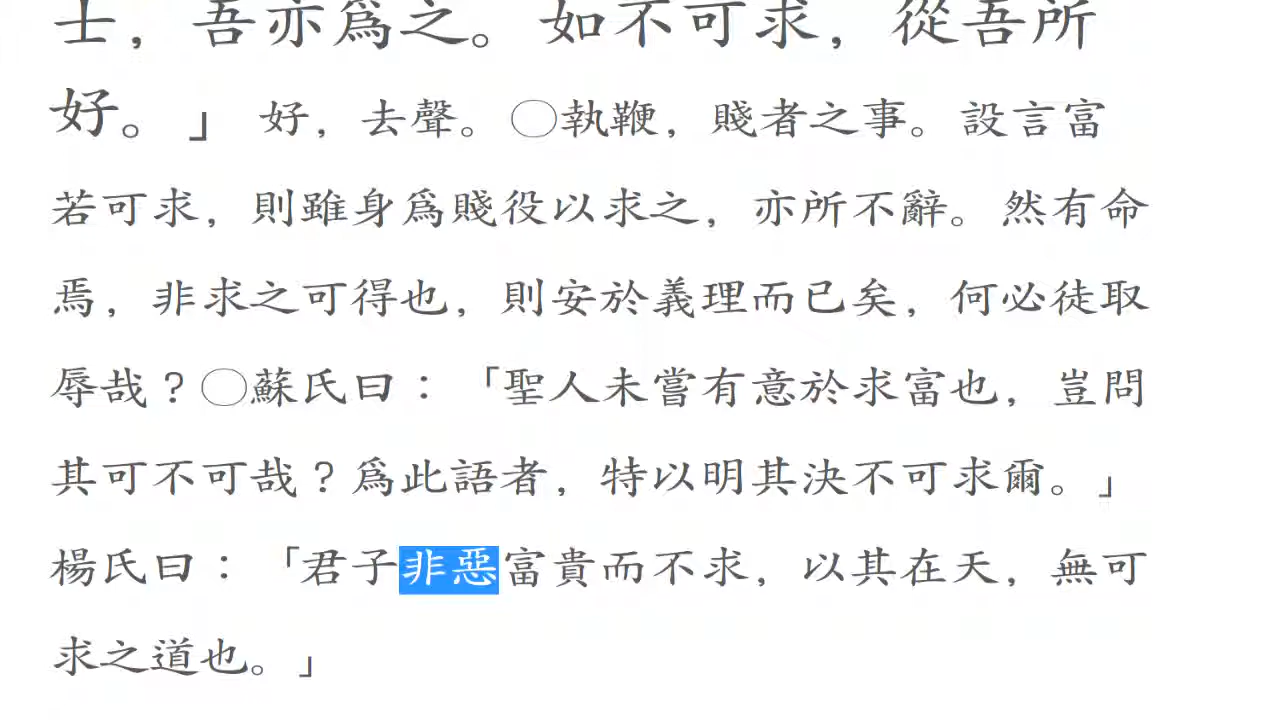 士，吾亦爲之。如不可求，從吾所
好。」好，去聲。○執鞭，賤者之事。設言富
若可求，則雖身爲賤役以求之，亦所不辭。然有命
焉，非求之可得也，則安於義理而已矣，何必徒取
辱哉？○蘇氏曰：「聖人未嘗有意於求富也，豈問
其可不可哉？爲此語者，特以明其決不可求爾。」
楊氏曰：「君子非惡富貴而不求，以其在天，無可
求之道也。」